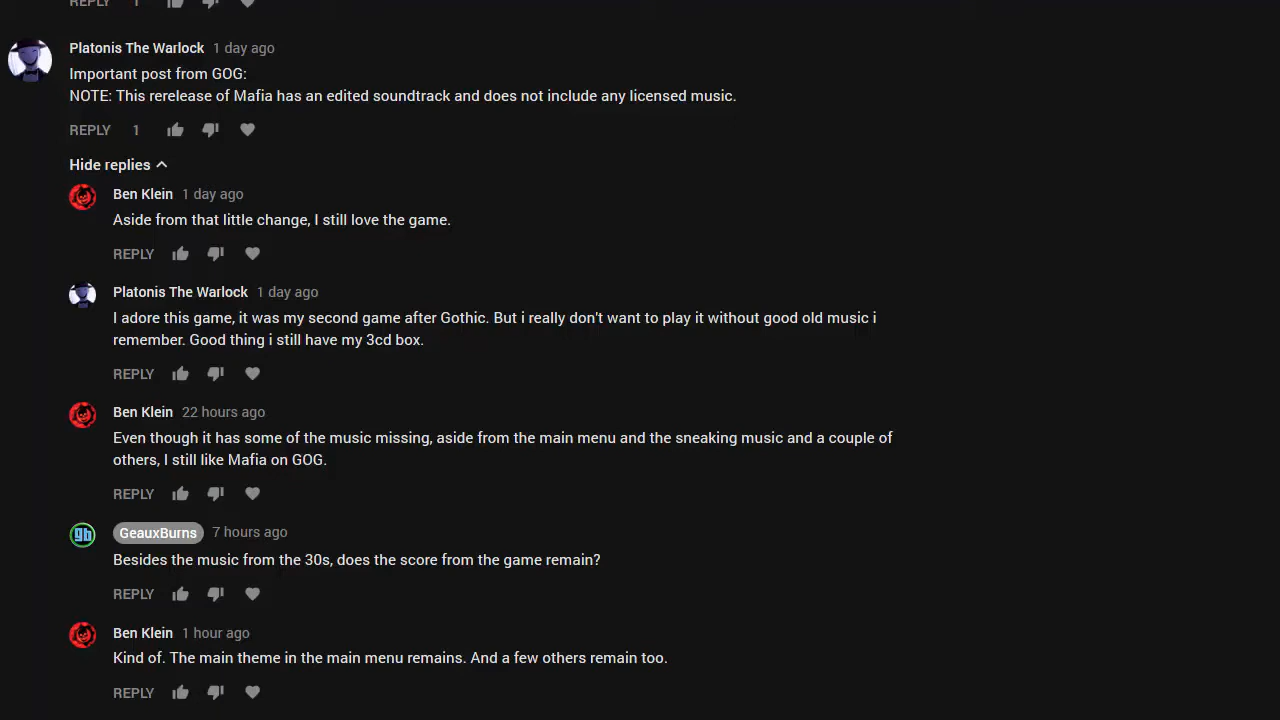 REPLY 1
Platonis The Warlock 1 day ago
Important post from GOG:
NOTE: This rerelease of Mafia has an edited soundtrack and does not include any licensed music.
REPLY 1
Hide replies
Ben Klein 1 day ago
Aside from that little change, I still love the game.
REPLY
Platonis The Warlock 1 day ago
I adore this game, it was my second game after Gothic. But i really don't want to play it without good old music i
remember. Good thing i still have my 3cd box.
REPLY
Ben Klein 22 hours ago
Even though it has some of the music missing, aside from the main menu and the sneaking music and a couple of
others, I still like Mafia on GOG.
REPLY
gb GeauxBurns 7 hours ago
Besides the music from the 30s, does the score from the game remain?
REPLY
Ben Klein 1 hour ago
Kind of. The main theme in the main menu remains. And a few others remain too.
REPLY